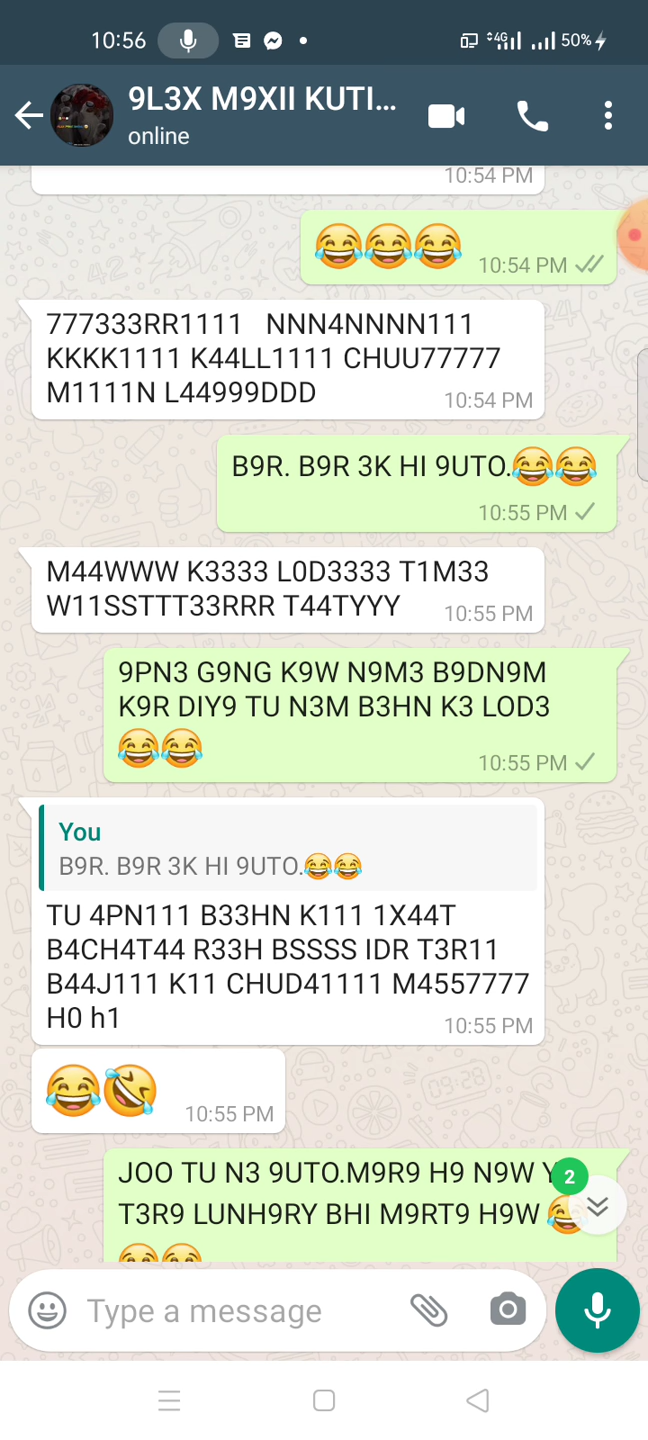 10:56
4G
50%
9L3X M9XII KUTI...
online
10:54 PM
😂😂😂 10:54 PM
777333RR1111 NNN4NNNN111
KKKK1111 K44LL1111 CHUU77777
M1111N L44999DDD
10:54 PM
B9R. B9R 3K HI 9UTO.😂😂
10:55 PM
M44WWW K3333 L0D3333 T1M33
W11SSTTT33RRR T44TYYY
10:55 PM
9PN3 G9NG K9W N9M3 B9DN9M
K9R DIY9 TU N3M B3HN K3 LOD3
😂😂
10:55 PM
You
B9R. B9R 3K HI 9UTO.😂😂
TU 4PN111 B33HN K111 1X44T
B4CH4T44 R33H BSSSS IDR T3R11
B44J111 K11 CHUD41111 M4557777
H0 h1
10:55 PM
😂🤣 10:55 PM
JOO TU N3 9UTO.M9R9 H9 N9W
2
T3R9 LUNH9RY BHI M9RT9 H9W 😂
😂😂
Type a message